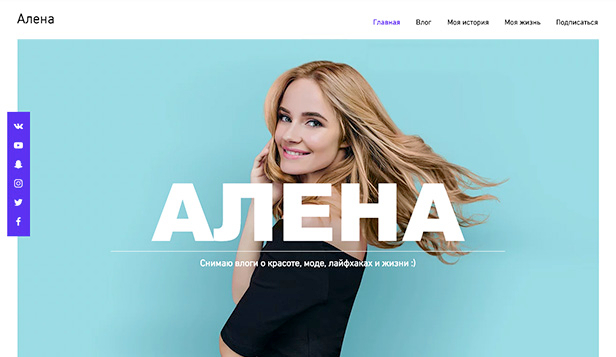 Алена
Главная Влог Моя история Моя жизнь Подписаться
АЛЕНА
Снимаю влоги о красоте, моде, лайфхаках и жизни :)